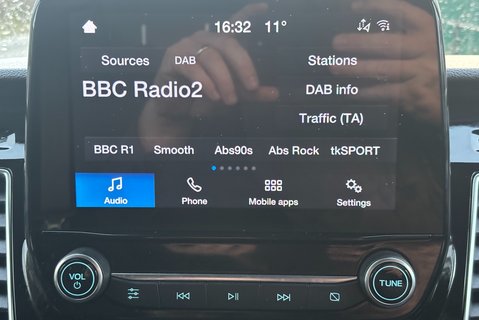 16:32 11°
Sources DAB Stations
BBC Radio2 DAB info
Traffic (TA)
BBC R1 Smooth Abs90s Abs Rock tkSPORT
Audio Phone Mobile apps Settings
VOL TUNE